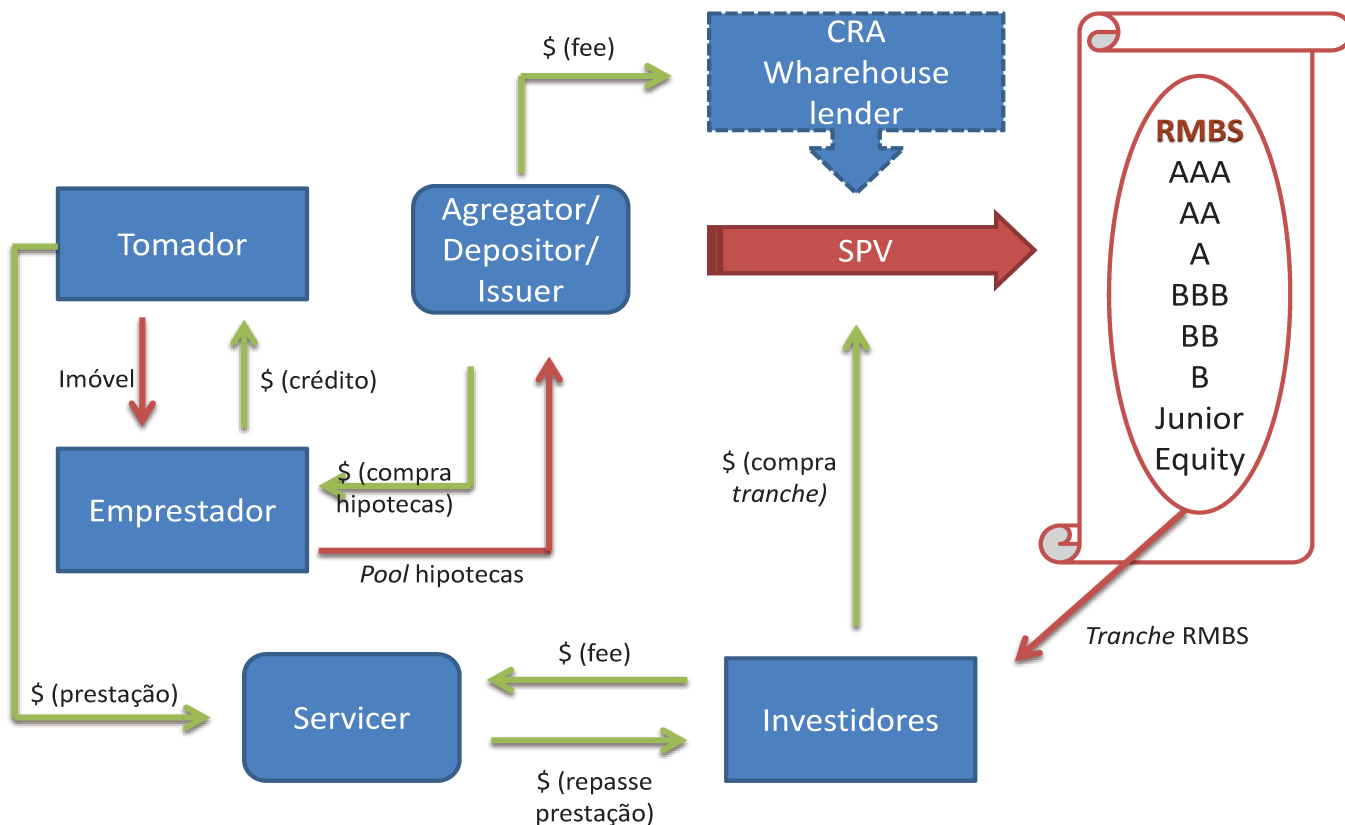 $ (fee)
CRA
Wharehouse
lender
RMBS
AAA
AA
A
BBB
BB
B
Junior
Equity
Tomador
Agregator/
Depositor/
Issuer
SPV
Imóvel
$ (crédito)
$ (compra
hipotecas)
$ (compra
tranche)
Emprestador
Pool hipotecas
Tranche RMBS
$ (prestação)
Servicer
$ (fee)
Investidores
$ (repasse
prestação)